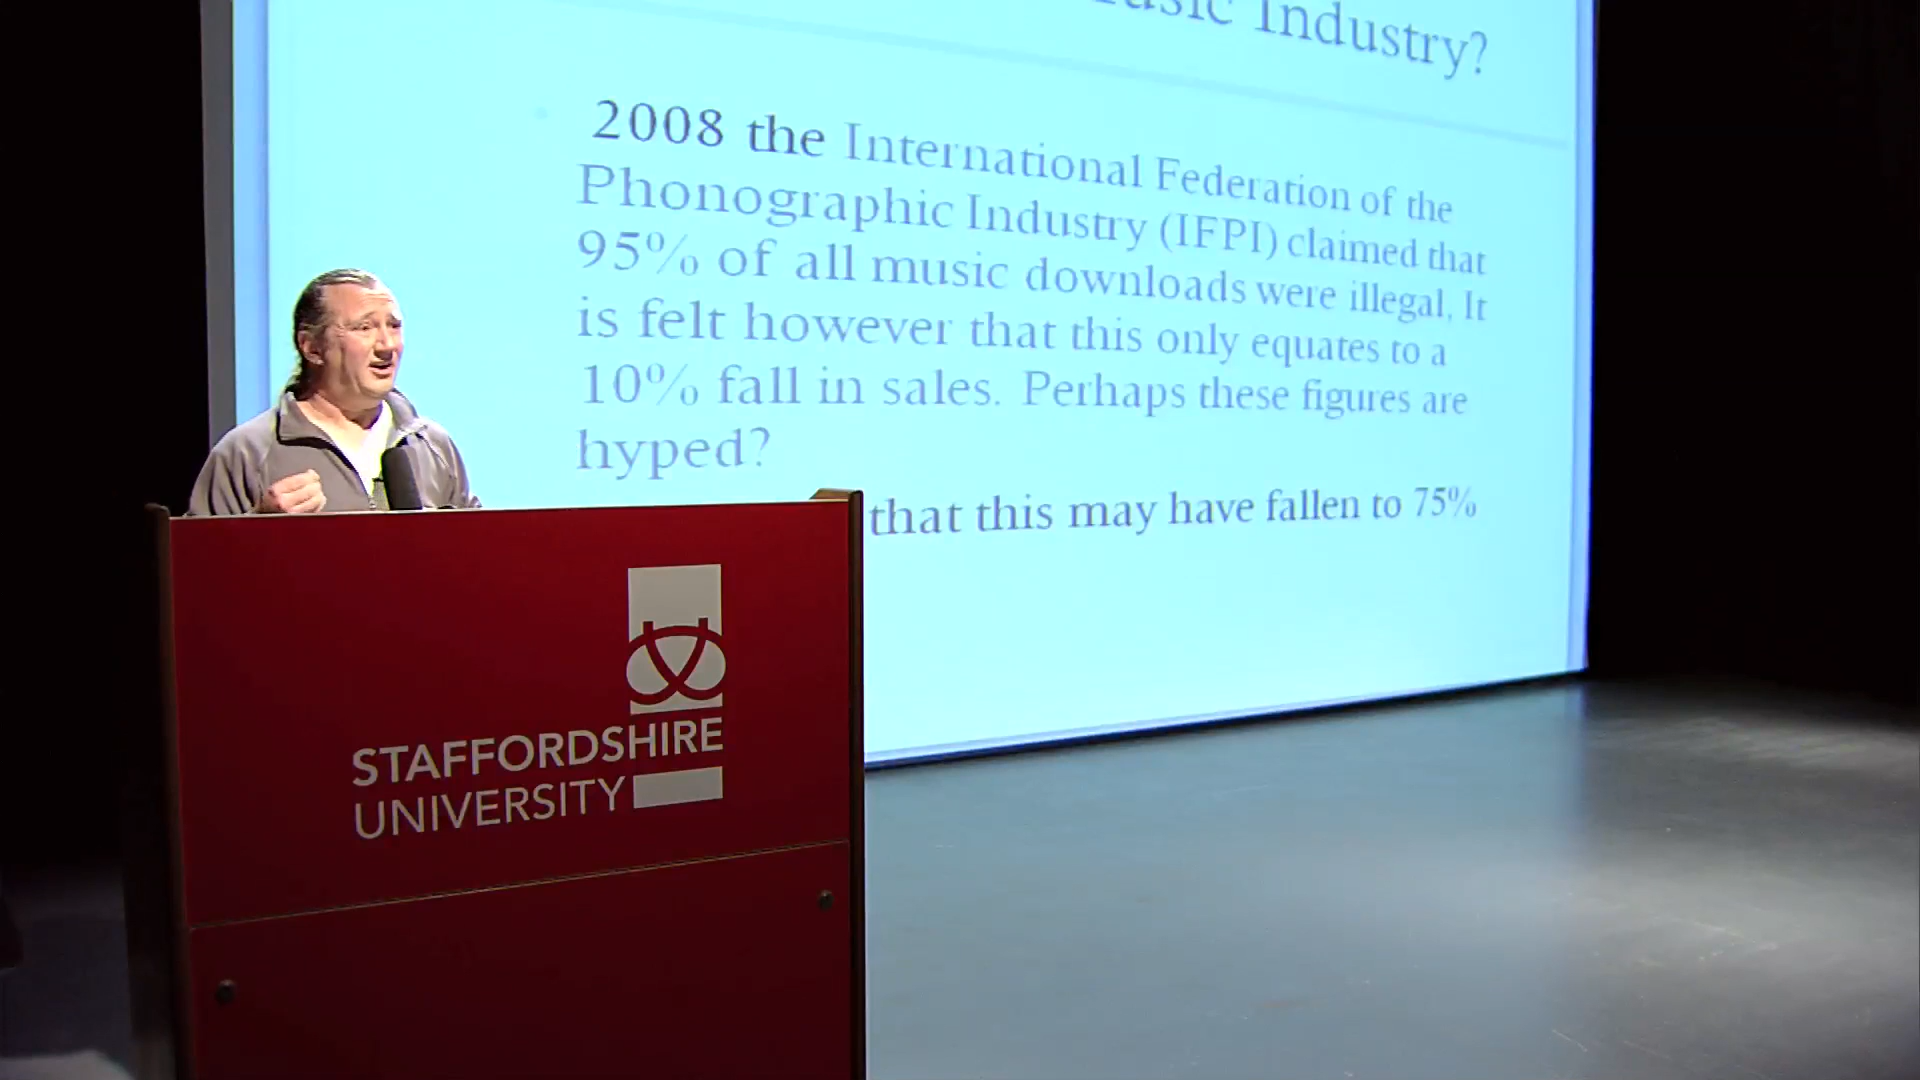 Music Industry?
2008 the International Federation of the
Phonographic Industry (IFPI) claimed that
95% of all music downloads were illegal, It
is felt however that this only equates to a
10% fall in sales. Perhaps these figures are
hyped?
that this may have fallen to 75%
STAFFORDSHIRE
UNIVERSITY